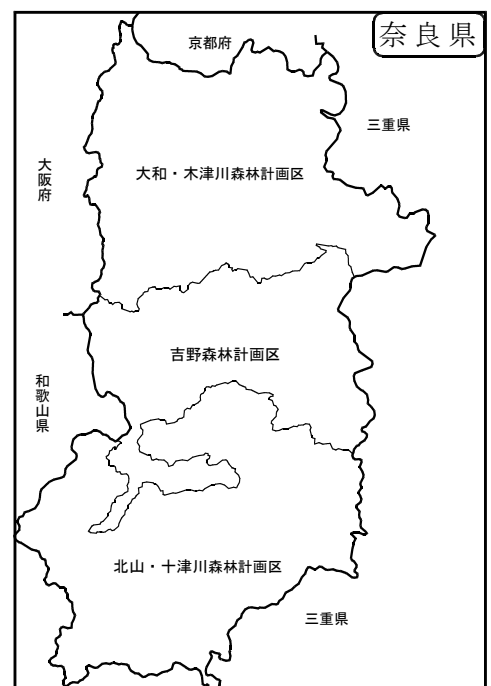 奈良県
京都府
三重県
大阪府
大和・木津川森林計画区
吉野森林計画区
和歌山県
北山・十津川森林計画区
三重県